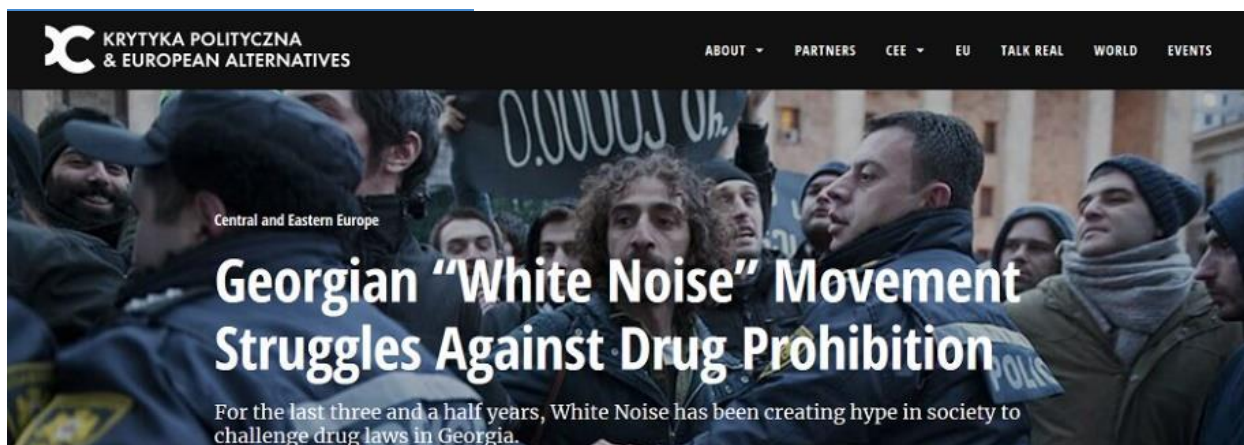 KRYTYKA POLITYCZNA
& EUROPEAN ALTERNATIVES
ABOUT PARTNERS CEE EU TALK REAL WORLD EVENTS
Central and Eastern Europe
Georgian “White Noise” Movement
Struggles Against Drug Prohibition
For the last three and a half years, White Noise has been creating hype in society to
challenge drug laws in Georgia.